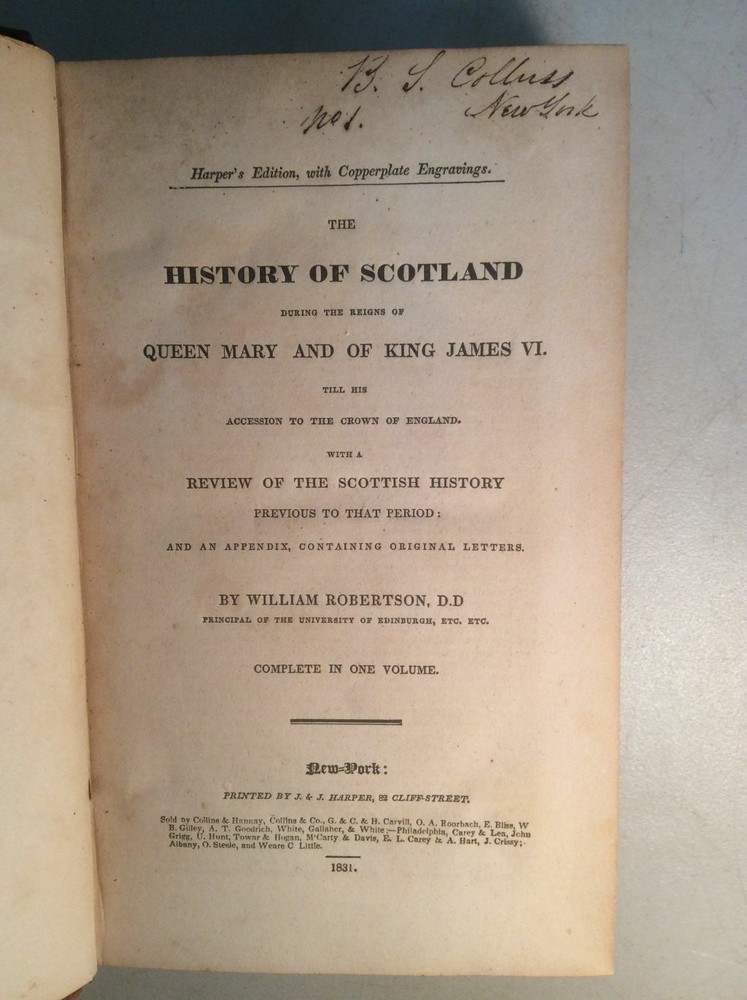 B. S. Collins
No 1. New York
Harper's Edition, with Copperplate Engravings.
THE
HISTORY OF SCOTLAND
DURING THE REIGNS OF
QUEEN MARY AND OF KING JAMES VI.
TILL HIS
ACCESSION TO THE CROWN OF ENGLAND.
WITH A
REVIEW OF THE SCOTTISH HISTORY
PREVIOUS TO THAT PERIOD:
AND AN APPENDIX, CONTAINING ORIGINAL LETTERS.
BY WILLIAM ROBERTSON, D.D
PRINCIPAL OF THE UNIVERSITY OF EDINBURGH, ETC. ETC.
COMPLETE IN ONE VOLUME.
New-York:
PRINTED BY J. & J. HARPER, 82 CLIFF-STREET.
Sold by Collins & Hannay, Collins & Co., G. & C. & H. Carvill, O. A. Roorbach, E. Bliss, W
B. Gilley, A. T. Goodrich, White, Gallaher, & White;—Philadelphia, Carey & Lea, John
Grigg, U. Hunt, Towar & Hogan, M'Carty & Davis, E. L. Carey & A. Hart, J. Crissy;—
Albany, O. Steele, and Weare C Little.
1831.